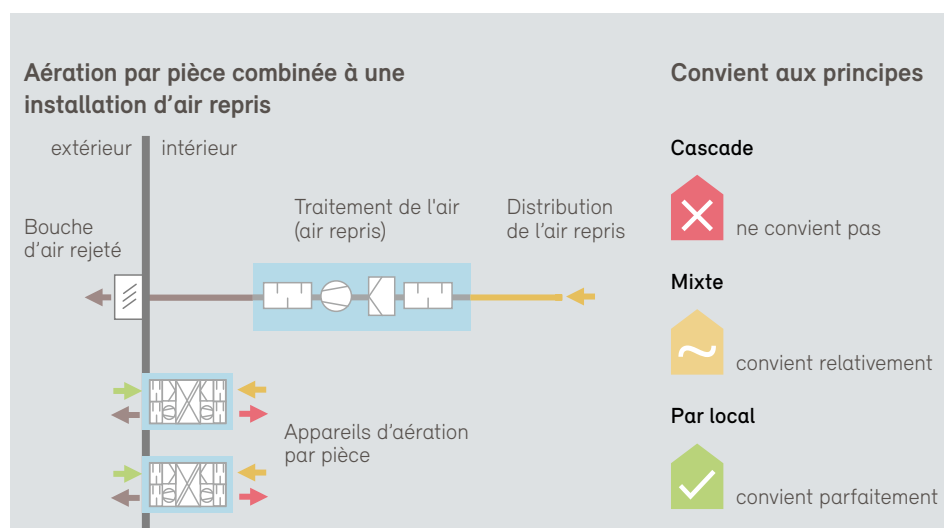 Aération par pièce combinée à une
installation d'air repris
extérieur
intérieur
Bouche
d'air rejeté
Traitement de l'air
(air repris)
Distribution
de l'air repris
Appareils d'aération
par pièce
Convient aux principes
Cascade
ne convient pas
Mixte
convient relativement
Par local
convient parfaitement